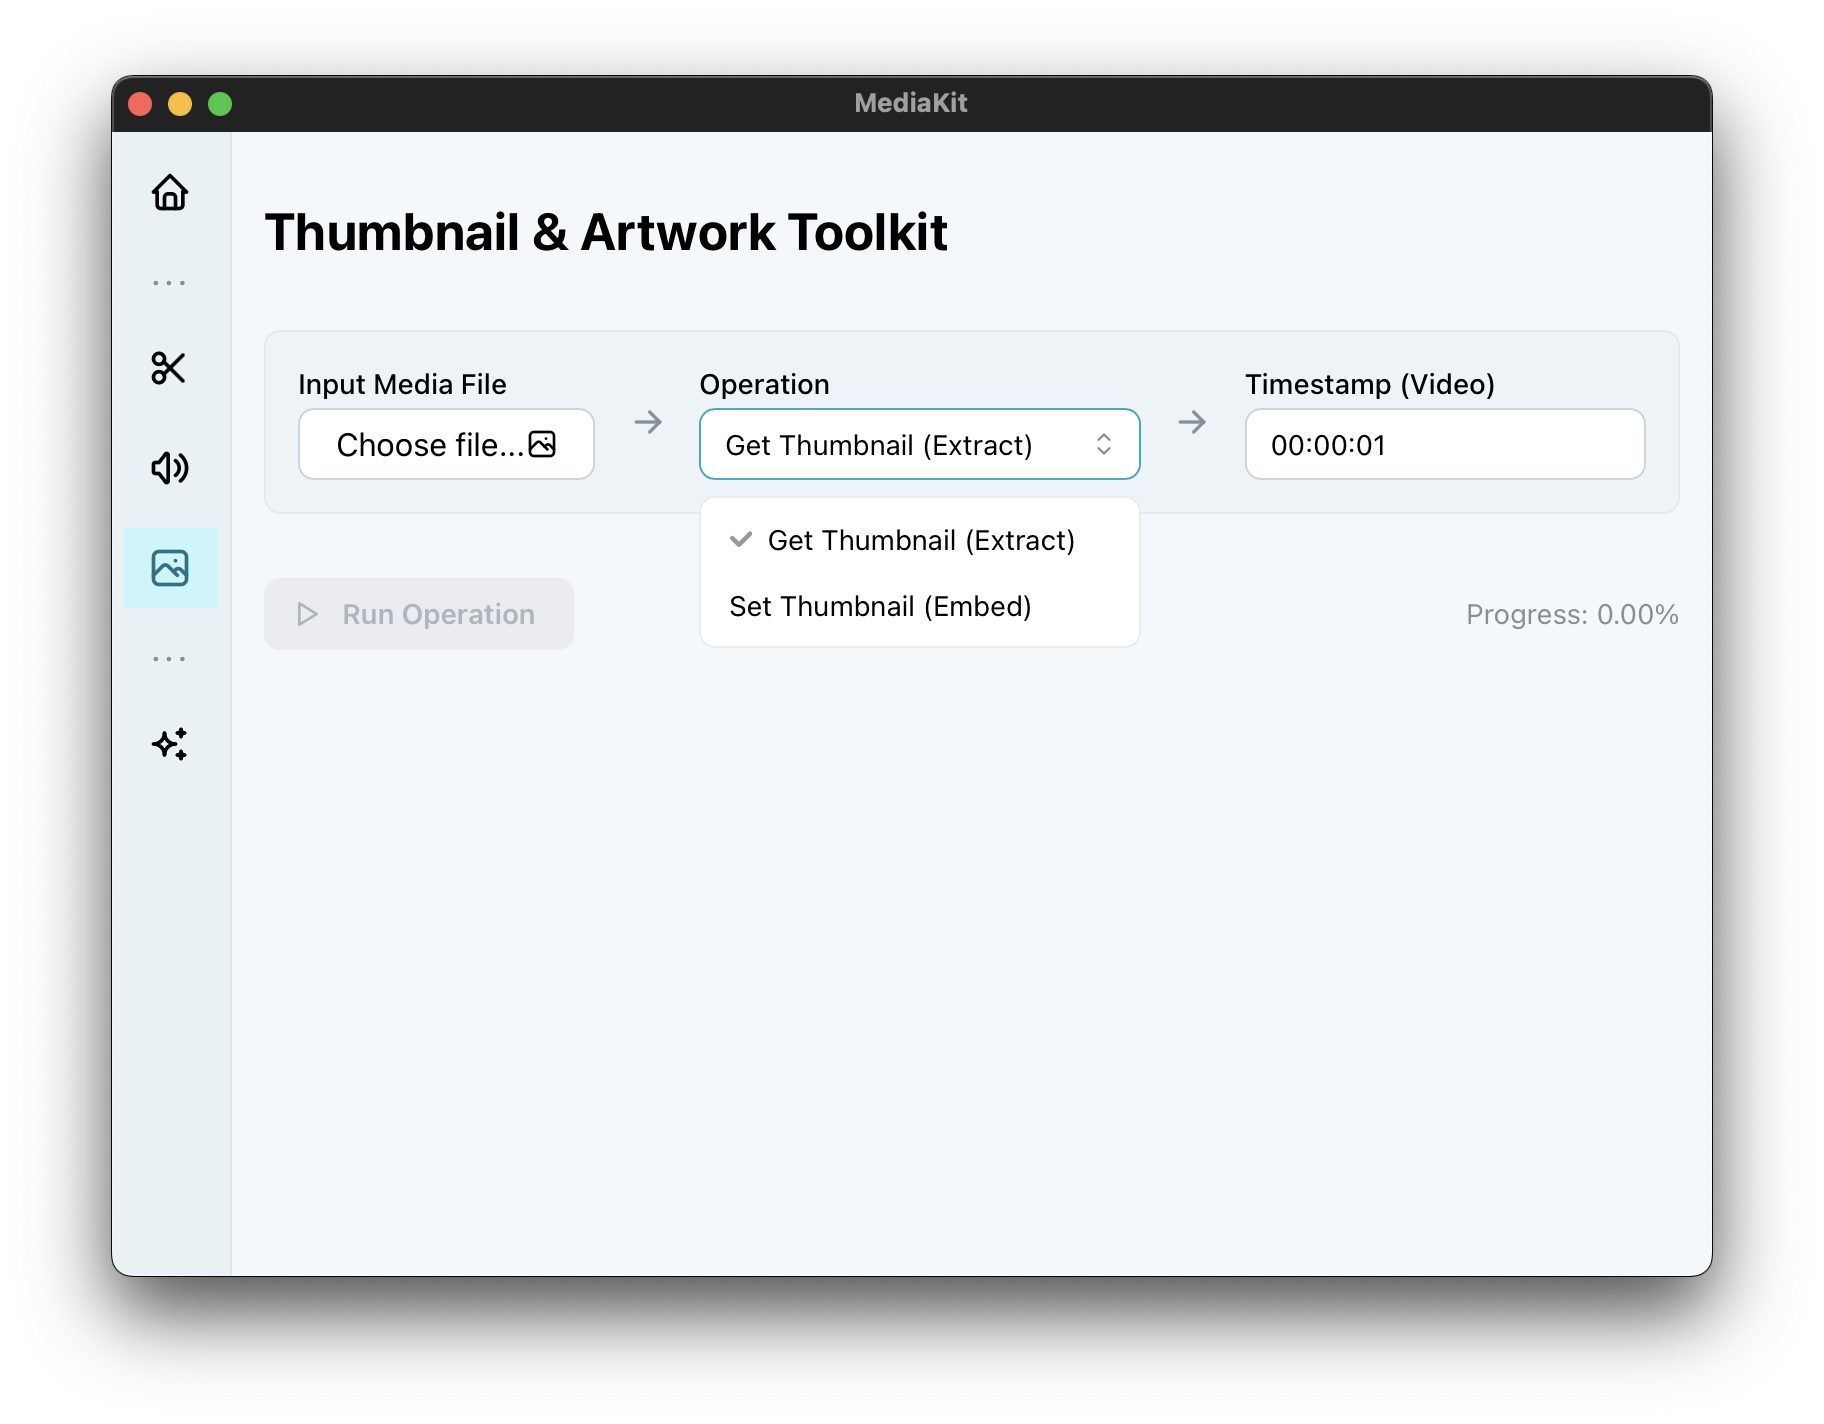 MediaKit
Thumbnail & Artwork Toolkit
Input Media File
Operation
Timestamp (Video)
Choose file...
Get Thumbnail (Extract)
00:00:01
Get Thumbnail (Extract)
Set Thumbnail (Embed)
Run Operation
Progress: 0.00%